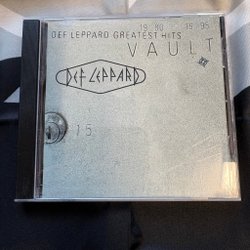 1980 1995
DEF LEPPARD GREATEST HITS
VAULT
DEF LEPPARD
15